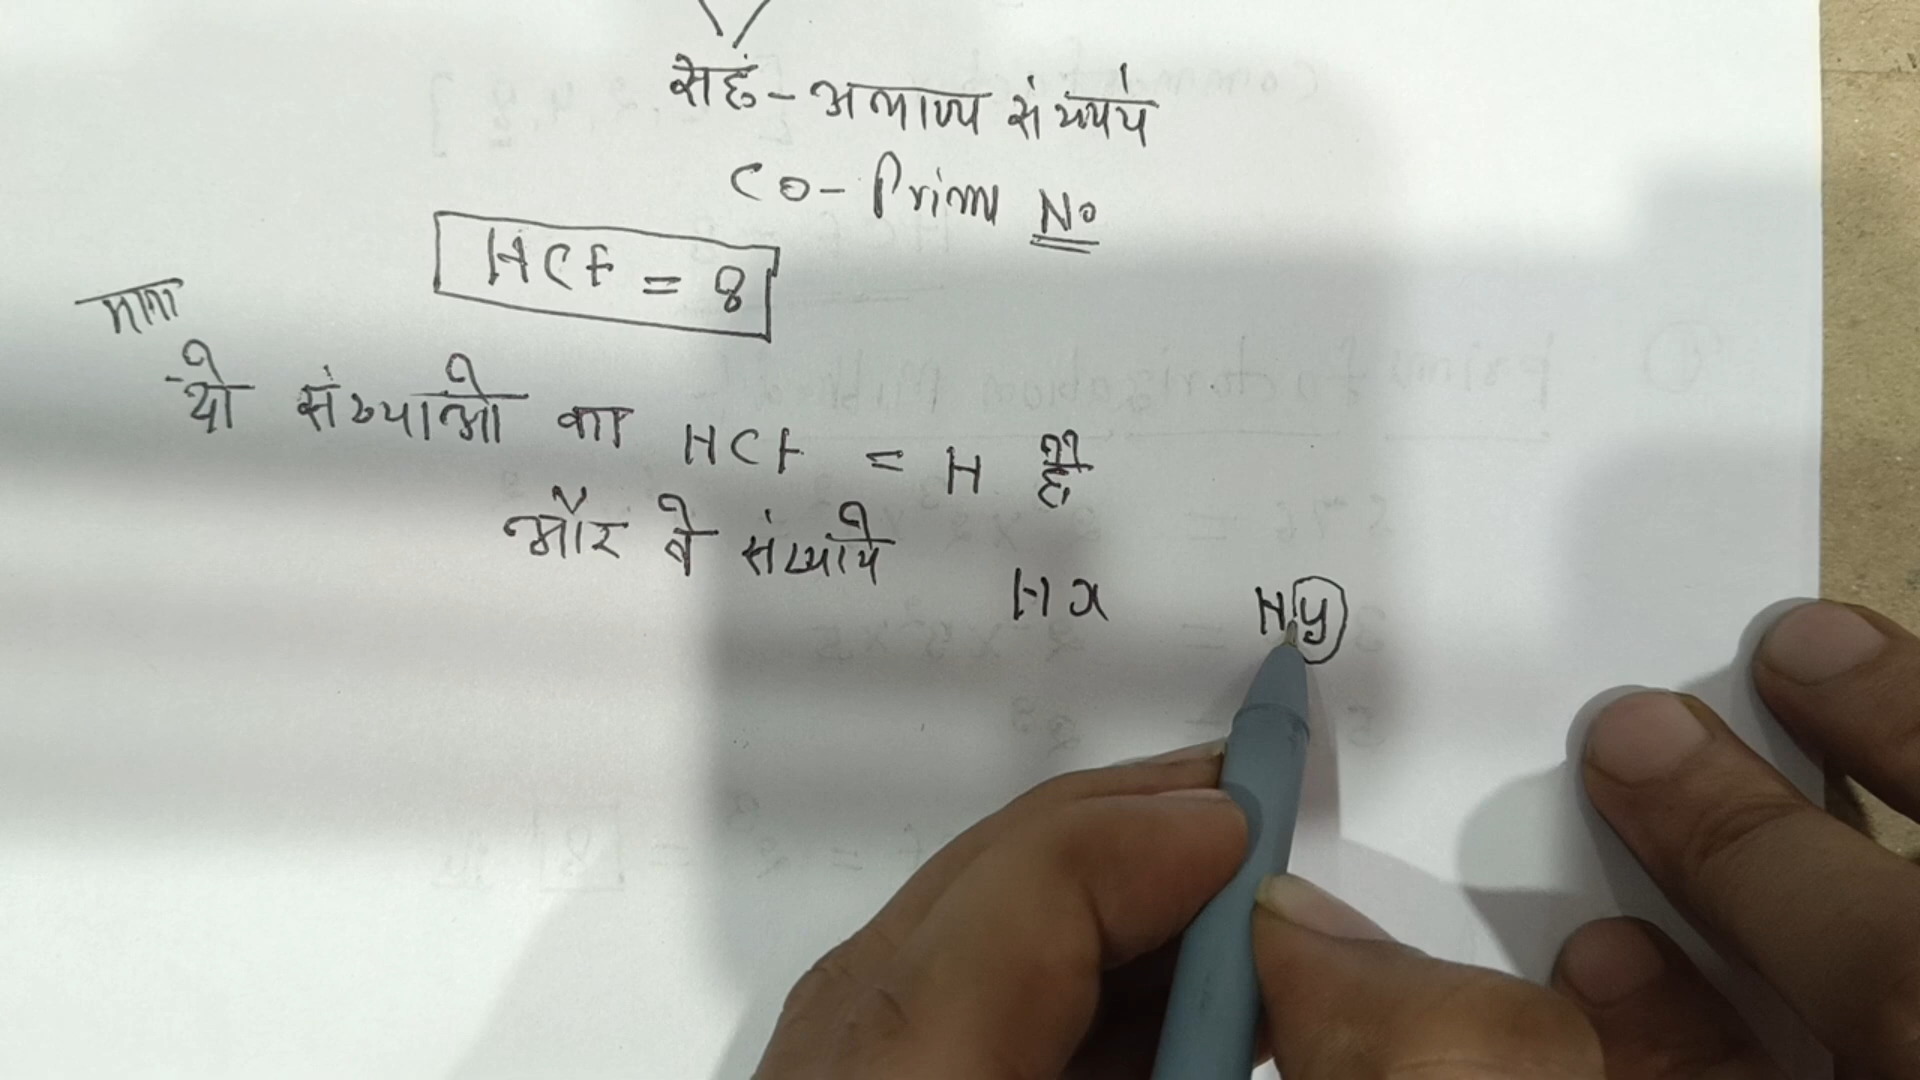 सह-अभाज्य संख्यायें
Co-Prime No
HCF = 8
माना
दो संख्याओ का HCF = H है
और वे संख्याये
Hx Hy